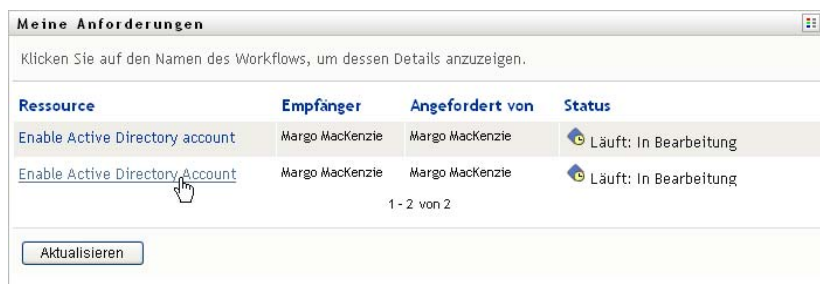 Meine Anforderungen
Klicken Sie auf den Namen des Workflows, um dessen Details anzuzeigen.
Ressource Empfänger Angefordert von Status
Enable Active Directory account Margo MacKenzie Margo MacKenzie Läuft: In Bearbeitung
Enable Active Directory Account Margo MacKenzie Margo MacKenzie Läuft: In Bearbeitung
1 - 2 von 2
Aktualisieren